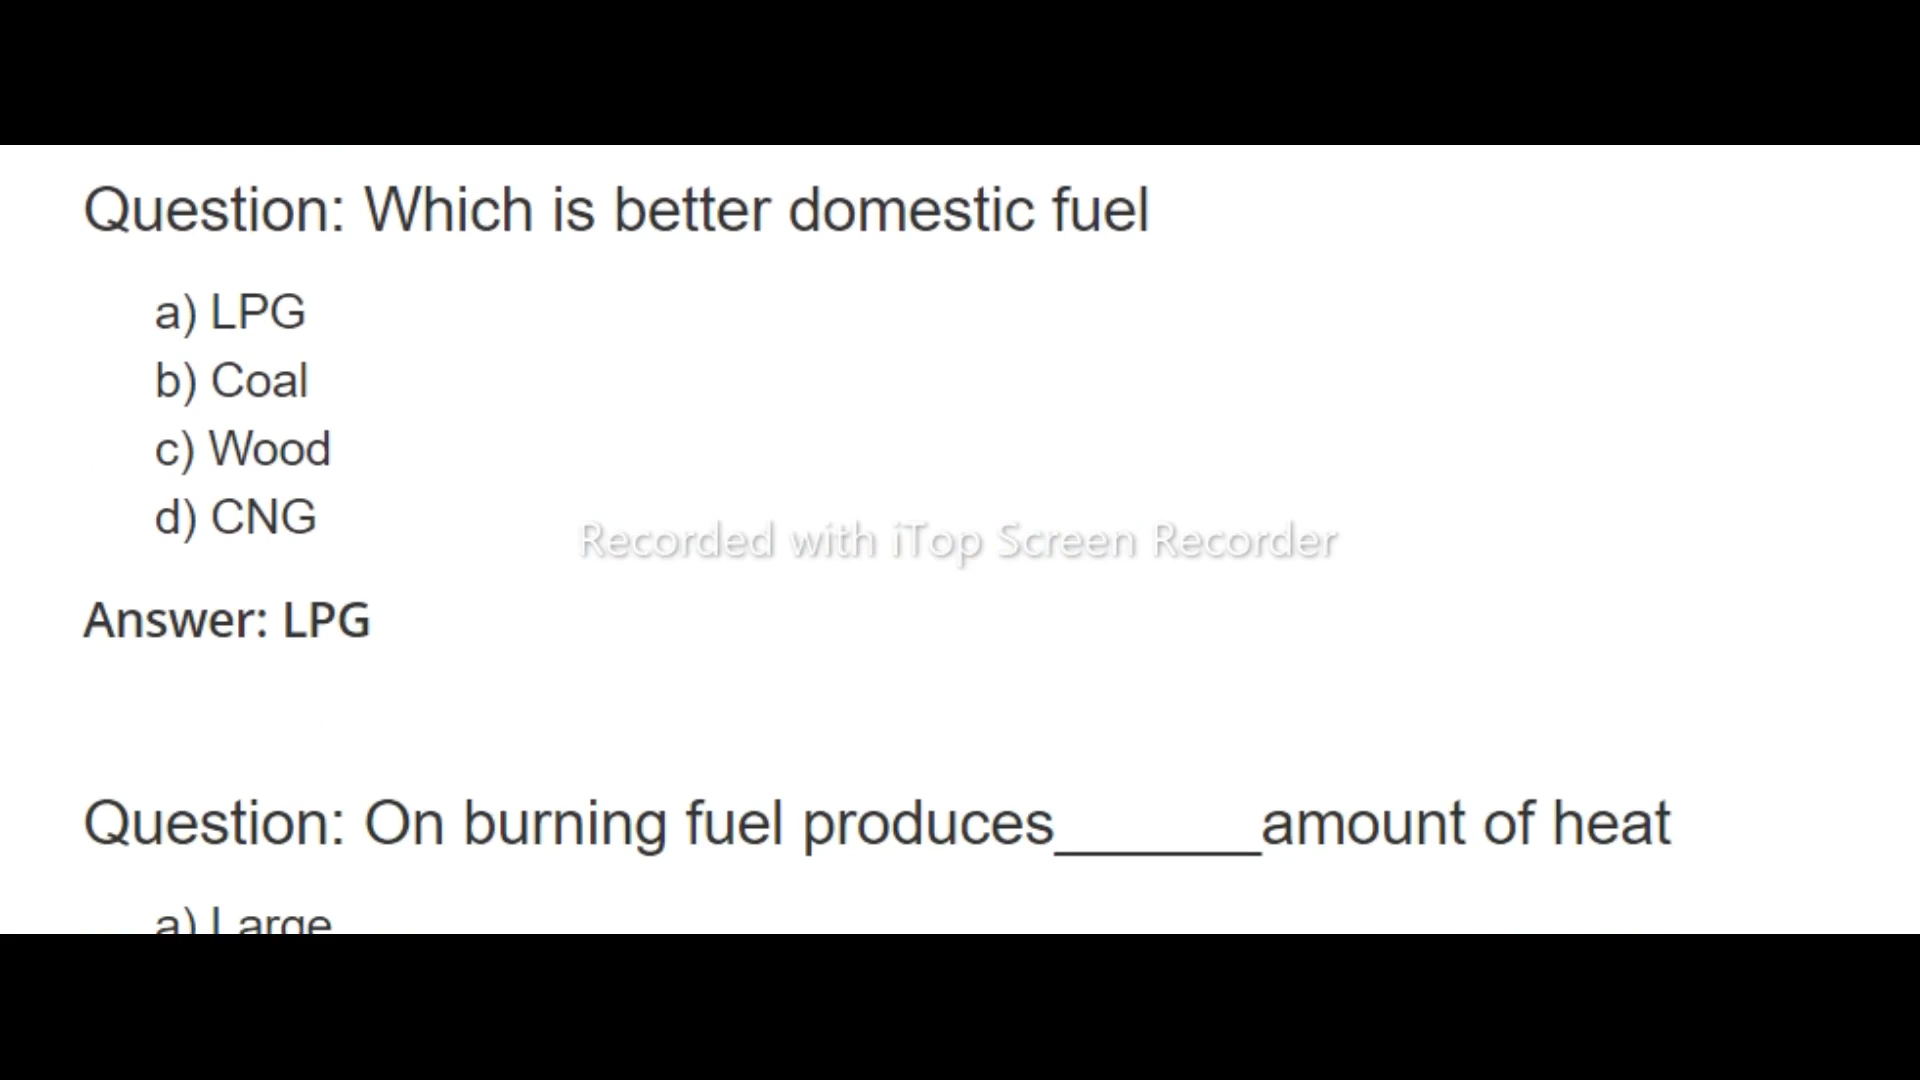 Question: Which is better domestic fuel
a) LPG
b) Coal
c) Wood
d) CNG
Recorded with iTop Screen Recorder
Answer: LPG
Question: On burning fuel produces_______amount of heat
a) Large